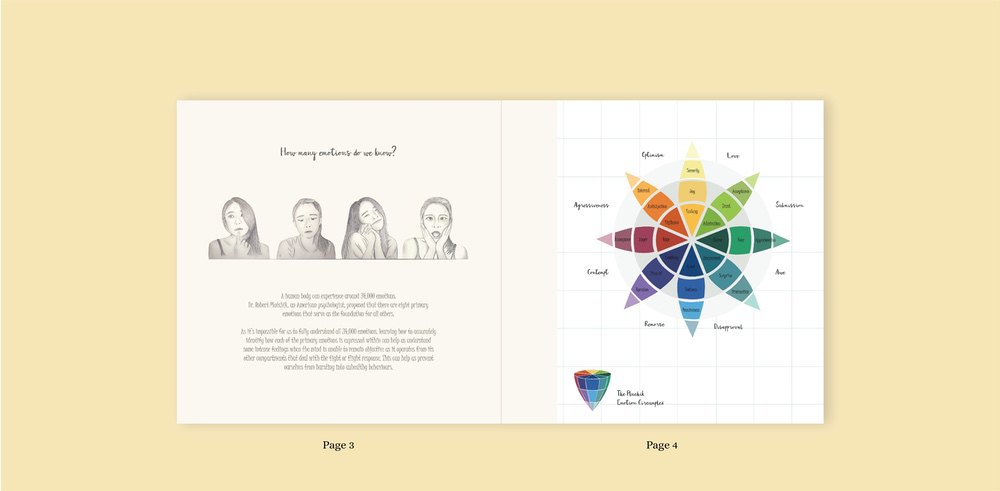 How many emotions do we know?
A human body can experience around emotions.
Dr. Robert Plutchik, an American psychologist, proposed that there are eight primary
emotions that serve as the foundation for all others.
As it's impossible for us to fully understand all emotions, learning how to accurately
identify how each of the primary emotions is expressed within can help us understand
some intense feelings when the mind is unable to remain objective as it operates from its
other compartments that deal with the fight or flight response. This can help us prevent
ourselves from bursting into unhealthy behaviours.
Optimism
Love
Serenity
Interest
Joy
Acceptance
Anticipation
Trust
Aggressiveness
Submission
Ecstasy
Vigilance
Admiration
Annoyance
Anger
Rage
Terror
Fear
Apprehension
Surprise
Contempt
Awe
Disgust
Sadness
Boredom
Distraction
Pensiveness
Remorse
Disapproval
The Plutchik
Emotion Circumplex
Page 3
Page 4